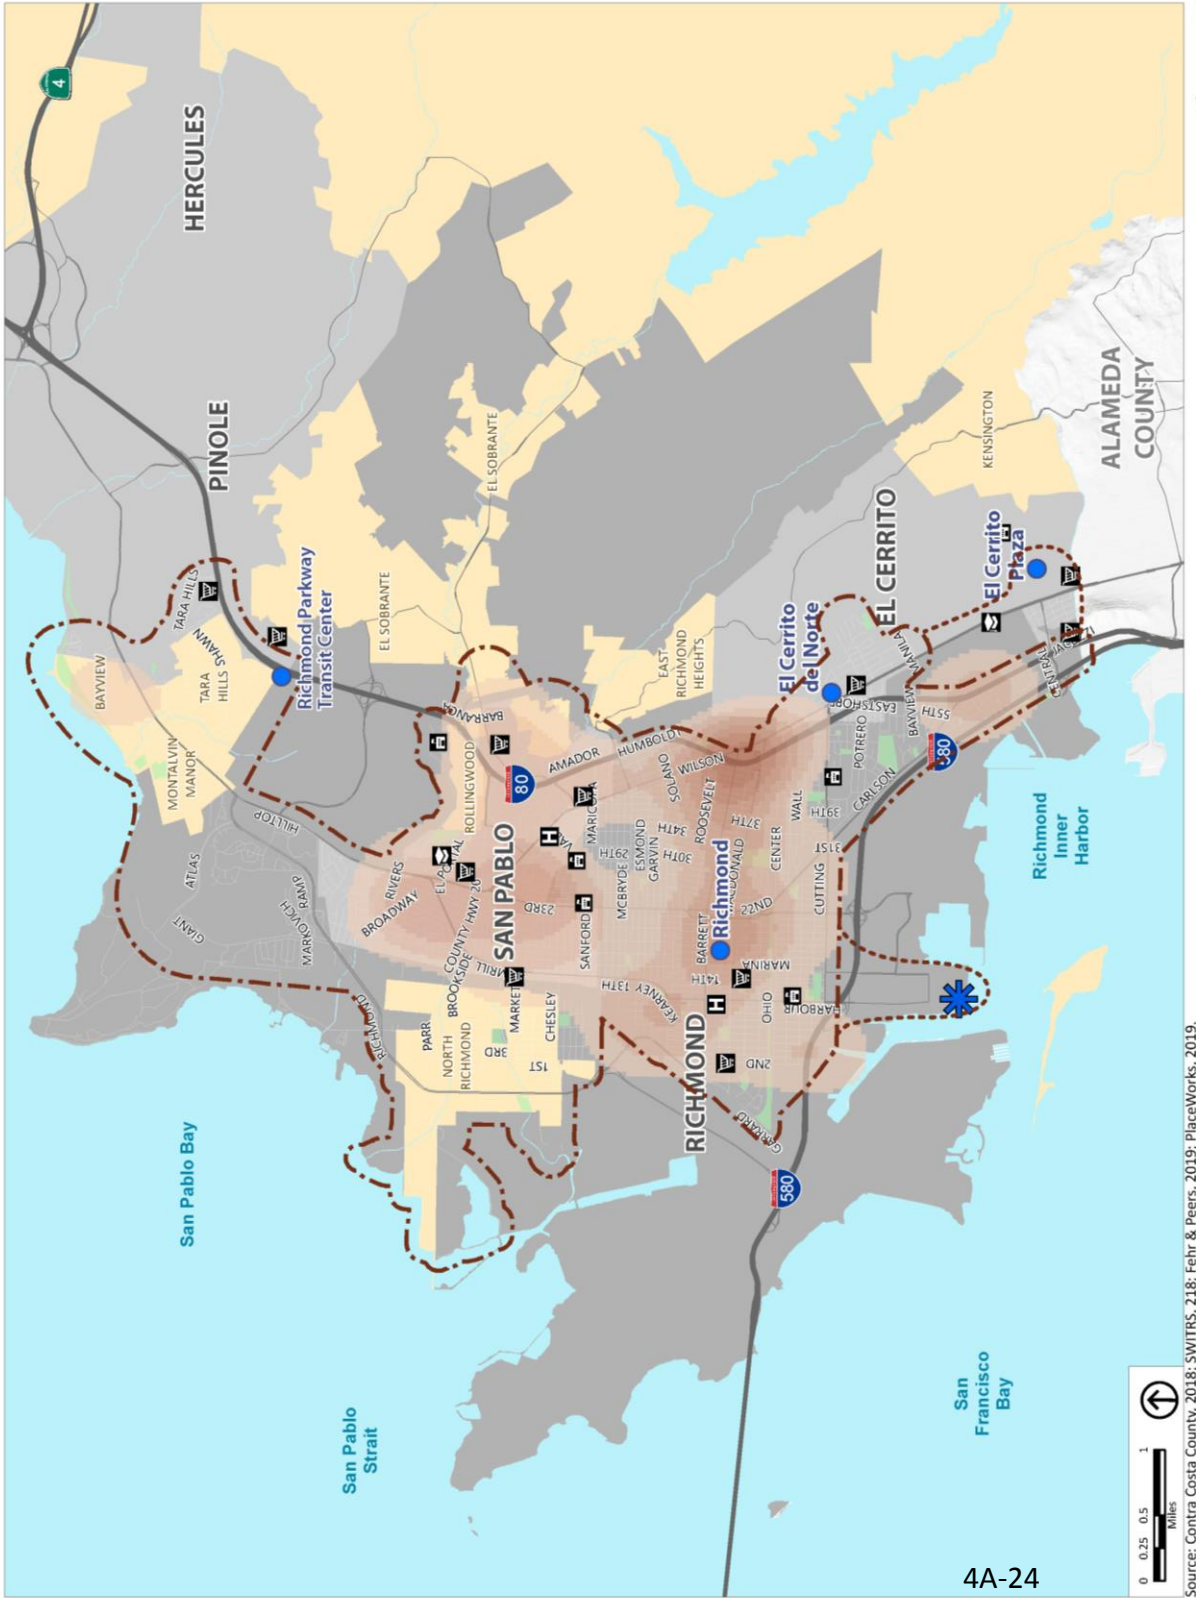 4
HERCULES
PINOLE
TARA HILLS
SHAWN
BAYVIEW
TARA
HILLS
Richmond Parkway
Transit Center
MONTALVIN
MANOR
EL SOBRANTE
EL SOBRANTE
HILLTOP
ATLAS
GIANT
MARKOVICH
RAMP
BARRANCA
ROLLINGWOOD
80
AMADOR
HUMBOLDT
EAST
RICHMOND
HEIGHTS
SOLANO
WILSON
ROOSEVELT
34TH
30TH
37TH
29TH
ESMOND
GARVIN
MCBRYDE
MARICOPA
RIVERS
BROADWAY
SAN PABLO
23RD
SANFORD
22ND
BROOKSIDE
MARKET
CHESLEY
PARR
NORTH
RICHMOND
3RD
1ST
RICHMOND
KEARNEY
13TH
14TH
BARRETT
Richmond
CENTER
WALL
39TH
31ST
CUTTING
MARINA
HARBOUR
OHIO
2ND
RICHMOND
GARRARD
580
El Cerrito
del Norte
EL CERRITO
El Cerrito
Plaza
KENSINGTON
ALAMEDA
COUNTY
MANILA
BAYVIEW
55TH
POTRERO
CARLSON
CENTRAL
580
Richmond
Inner
Harbor
San Pablo Bay
San Pablo
Strait
San
Francisco
Bay
0 0.25 0.5 1
Miles
Source: Contra Costa County, 2018; SWITRS, 218; Fehr & Peers, 2019; PlaceWorks, 2019.
4A-24